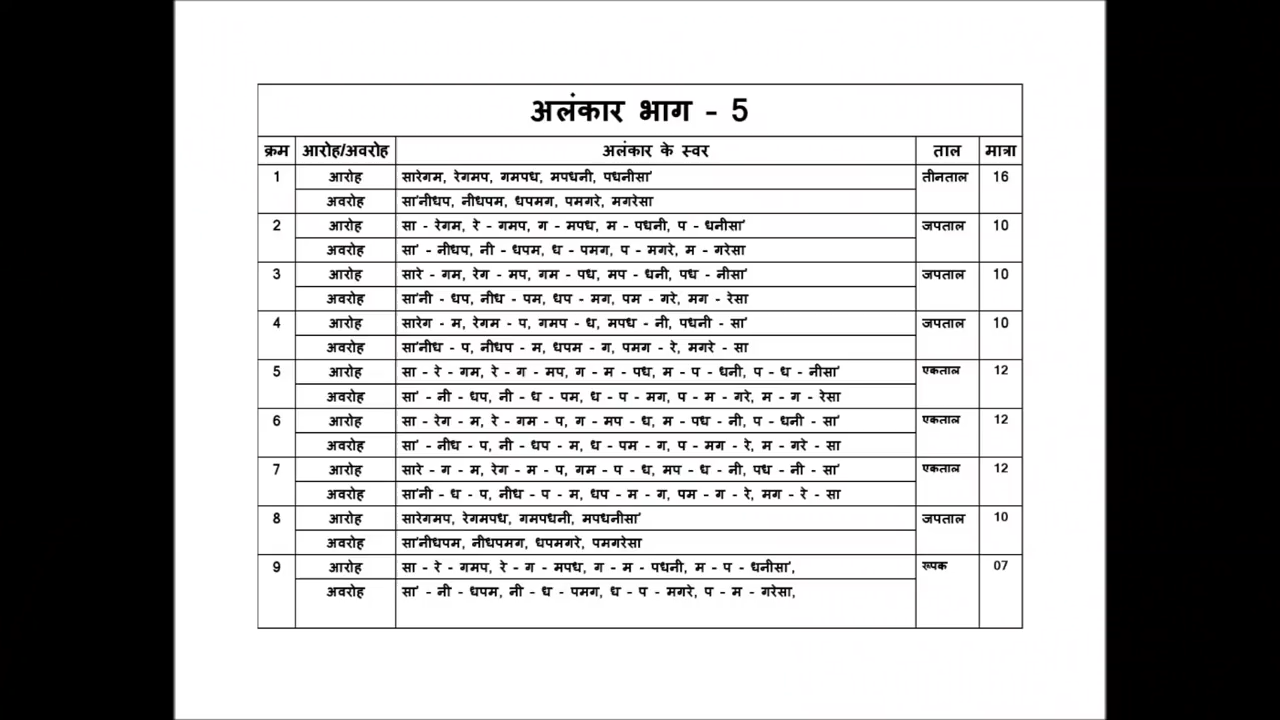 अलंकार भाग - 5
क्रम आरोह/अवरोह अलंकार के स्वर ताल मात्रा
1 आरोह सारेगम, रेगमप, गमपध, मपधनी, पधनीसा' तीनताल 16
अवरोह सा'नीधप, नीधपम, धपमग, पमगरे, मगरेसा
2 आरोह सा - रेगम, रे - गमप, ग - मपध, म - पधनी, प - धनीसा' जपताल 10
अवरोह सा' - नीधप, नी - धपम, ध - पमग, प - मगरे, म - गरेसा
3 आरोह सारे - गम, रेग - मप, गम - पध, मप - धनी, पध - नीसा' जपताल 10
अवरोह सा'नी - धप, नीध - पम, धप - मग, पम - गरे, मग - रेसा
4 आरोह सारेग - म, रेगम - प, गमप - ध, मपध - नी, पधनी - सा' जपताल 10
अवरोह सा'नीध - प, नीधप - म, धपम - ग, पमग - रे, मगरे - सा
5 आरोह सा - रे - गम, रे - ग - मप, ग - म - पध, म - प - धनी, प - ध - नीसा' एकताल 12
अवरोह सा' - नी - धप, नी - ध - पम, ध - प - मग, प - म - गरे, म - ग - रेसा
6 आरोह सा - रेग - म, रे - गम - प, ग - मप - ध, म - पध - नी, प - धनी - सा' एकताल 12
अवरोह सा' - नीध - प, नी - धप - म, ध - पम - ग, प - मग - रे, म - गरे - सा
7 आरोह सारे - ग - म, रेग - म - प, गम - प - ध, मप - ध - नी, पध - नी - सा' एकताल 12
अवरोह सा'नी - ध - प, नीध - प - म, धप - म - ग, पम - ग - रे, मग - रे - सा
8 आरोह सारेगमप, रेगमपध, गमपधनी, मपधनीसा' जपताल 10
अवरोह सा'नीधपम, नीधपमग, धपमगरे, पमगरेसा
9 आरोह सा - रे - गमप, रे - ग - मपध, ग - म - पधनी, म - प - धनीसा', रूपक 07
अवरोह सा' - नी - धपम, नी - ध - पमग, ध - प - मगरे, प - म - गरेसा,